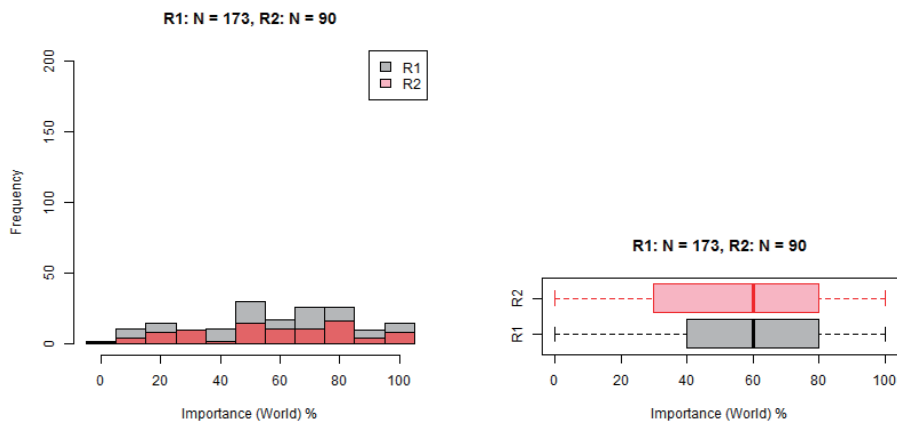 R1: N = 173, R2: N = 90
200
150
100
50
0
Frequency
R1
R2
0 20 40 60 80 100
Importance (World) %
R1: N = 173, R2: N = 90
R2
R1
0 20 40 60 80 100
Importance (World) %